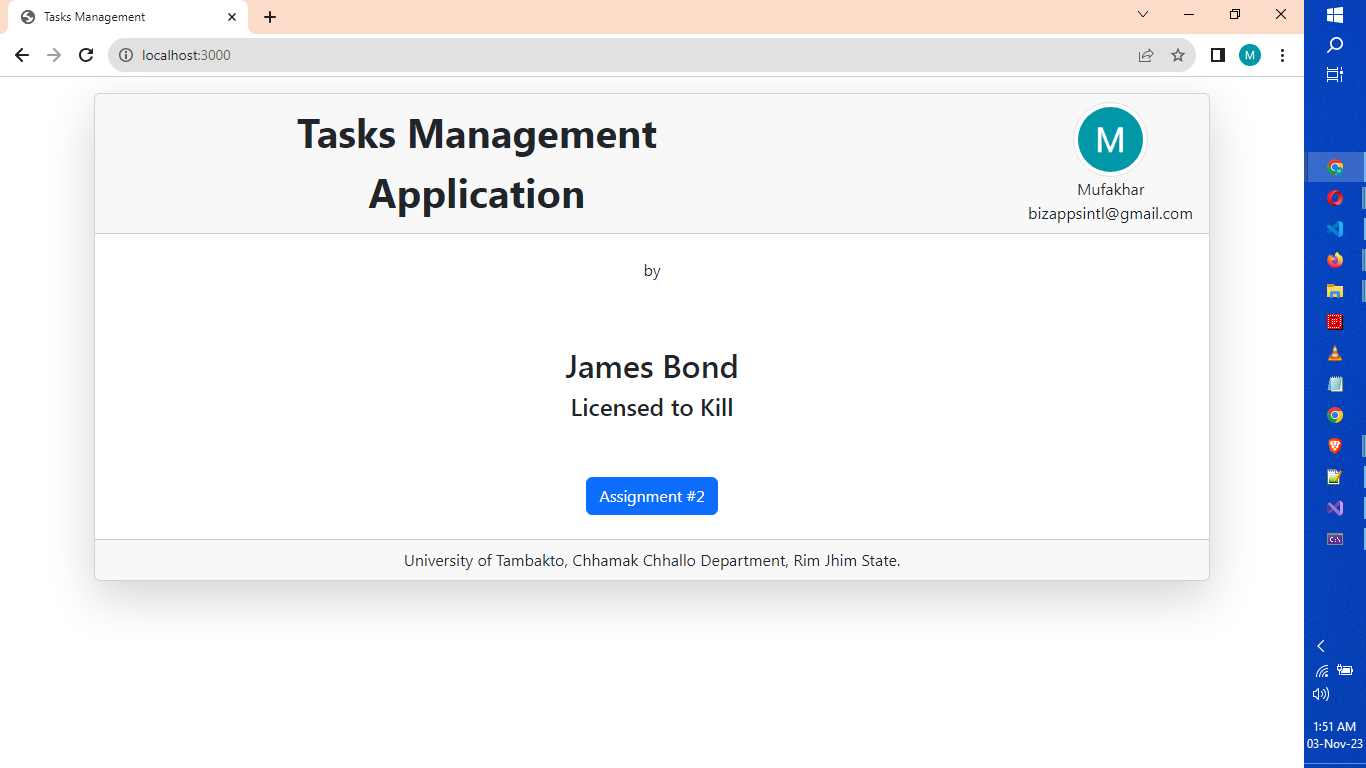 Tasks Management
localhost:3000
M
Tasks Management
Application
M
Mufakhar
bizappsintl@gmail.com
by
James Bond
Licensed to Kill
Assignment #2
University of Tambakto, Chhamak Chhallo Department, Rim Jhim State.
1:51 AM
03-Nov-23